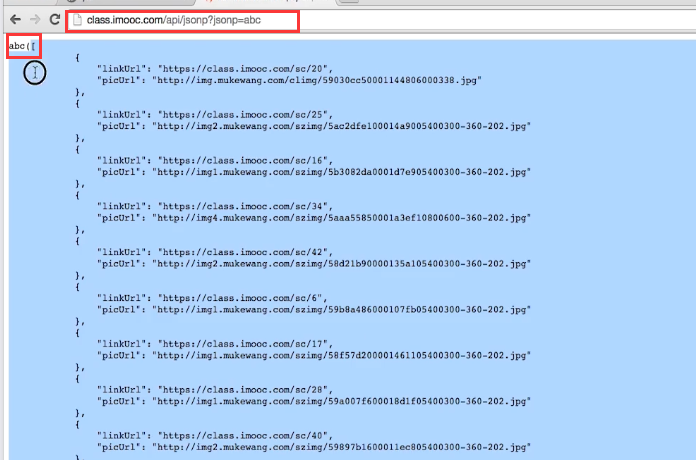 class.imooc.com/api/jsonp?jsonp=abc
abc([
{
"linkUrl": "https://class.imooc.com/sc/20",
"picUrl": "http://img.mukewang.com/climg/59030cc50001144806000338.jpg"
},
{
"linkUrl": "https://class.imooc.com/sc/25",
"picUrl": "http://img2.mukewang.com/szimg/5ac2dfe100014a9005400300-360-202.jpg"
},
{
"linkUrl": "https://class.imooc.com/sc/16",
"picUrl": "http://img1.mukewang.com/szimg/5b3082da0001d7e905400300-360-202.jpg"
},
{
"linkUrl": "https://class.imooc.com/sc/34",
"picUrl": "http://img4.mukewang.com/szimg/5aaa55850001a3ef10800600-360-202.jpg"
},
{
"linkUrl": "https://class.imooc.com/sc/42",
"picUrl": "http://img2.mukewang.com/szimg/58d21b90000135a105400300-360-202.jpg"
},
{
"linkUrl": "https://class.imooc.com/sc/6",
"picUrl": "http://img1.mukewang.com/szimg/59b8a486000107fb05400300-360-202.jpg"
},
{
"linkUrl": "https://class.imooc.com/sc/17",
"picUrl": "http://img1.mukewang.com/szimg/58f57d200001461105400300-360-202.jpg"
},
{
"linkUrl": "https://class.imooc.com/sc/28",
"picUrl": "http://img1.mukewang.com/szimg/59a007f600018d1f05400300-360-202.jpg"
},
{
"linkUrl": "https://class.imooc.com/sc/40",
"picUrl": "http://img2.mukewang.com/szimg/59897b1600011ec805400300-360-202.jpg"